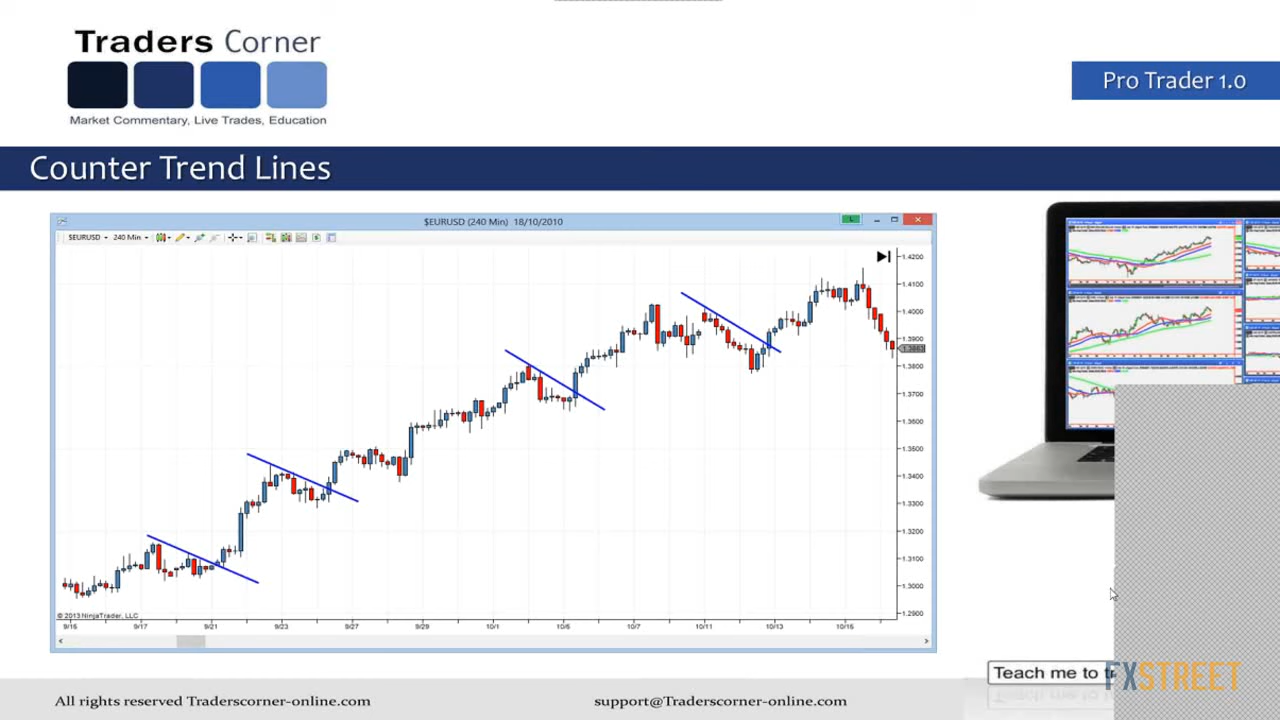 Traders Corner
Market Commentary, Live Trades, Education
Pro Trader 1.0
Counter Trend Lines
$EURUSD (240 Min) 18/10/2010
$EURUSD 240 Min
1.4200
1.4100
1.4000
1.3900
1.3800
1.3700
1.3600
1.3500
1.3400
1.3300
1.3200
1.3100
1.3000
1.2900
© 2013 NinjaTrader, LLC
9/16 9/17 9/21 9/23 9/27 9/29 10/1 10/6 10/7 10/11 10/13 10/15
Teach me to tr
FXSTREET
All rights reserved Traderscorner-online.com
support@Traderscorner-online.com